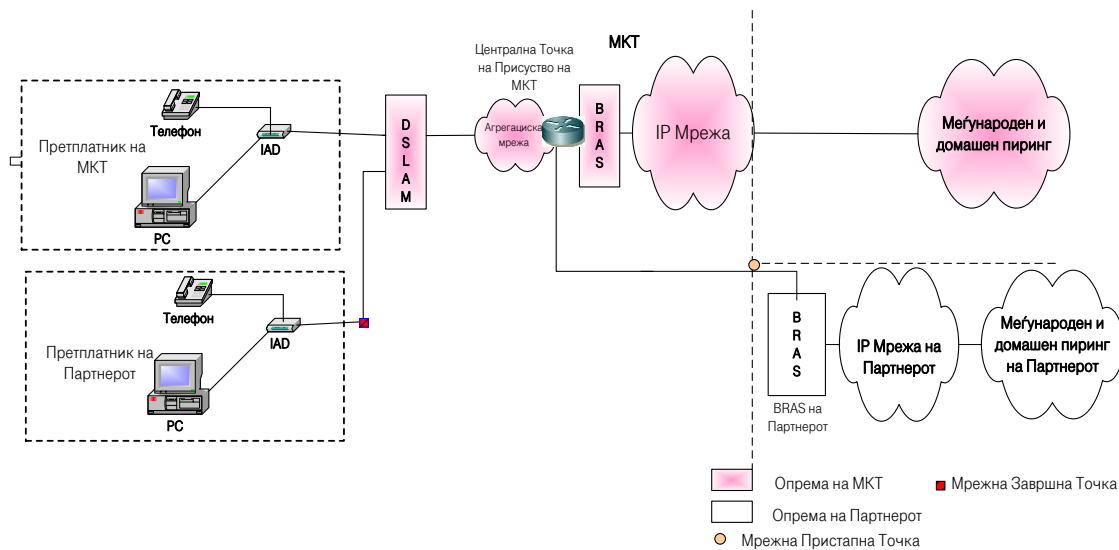 МКТ
Централна Точка
на Присуство на
МКТ
Телефон
IAD
Претплатник на
МКТ
PC
D
S
L
A
M
Агрегациска
мрежа
B
R
A
S
IP Мрежа
Меѓународен и
домашен пиринг
Телефон
IAD
Претплатник на
Партнерот
PC
B
R
A
S
BRAS на
Партнерот
IP Мрежа на
Партнерот
Меѓународен и
домашен пиринг
на Партнерот
Опрема на МКТ
Мрежна Завршна Точка
Опрема на Партнерот
Мрежна Пристапна Точка